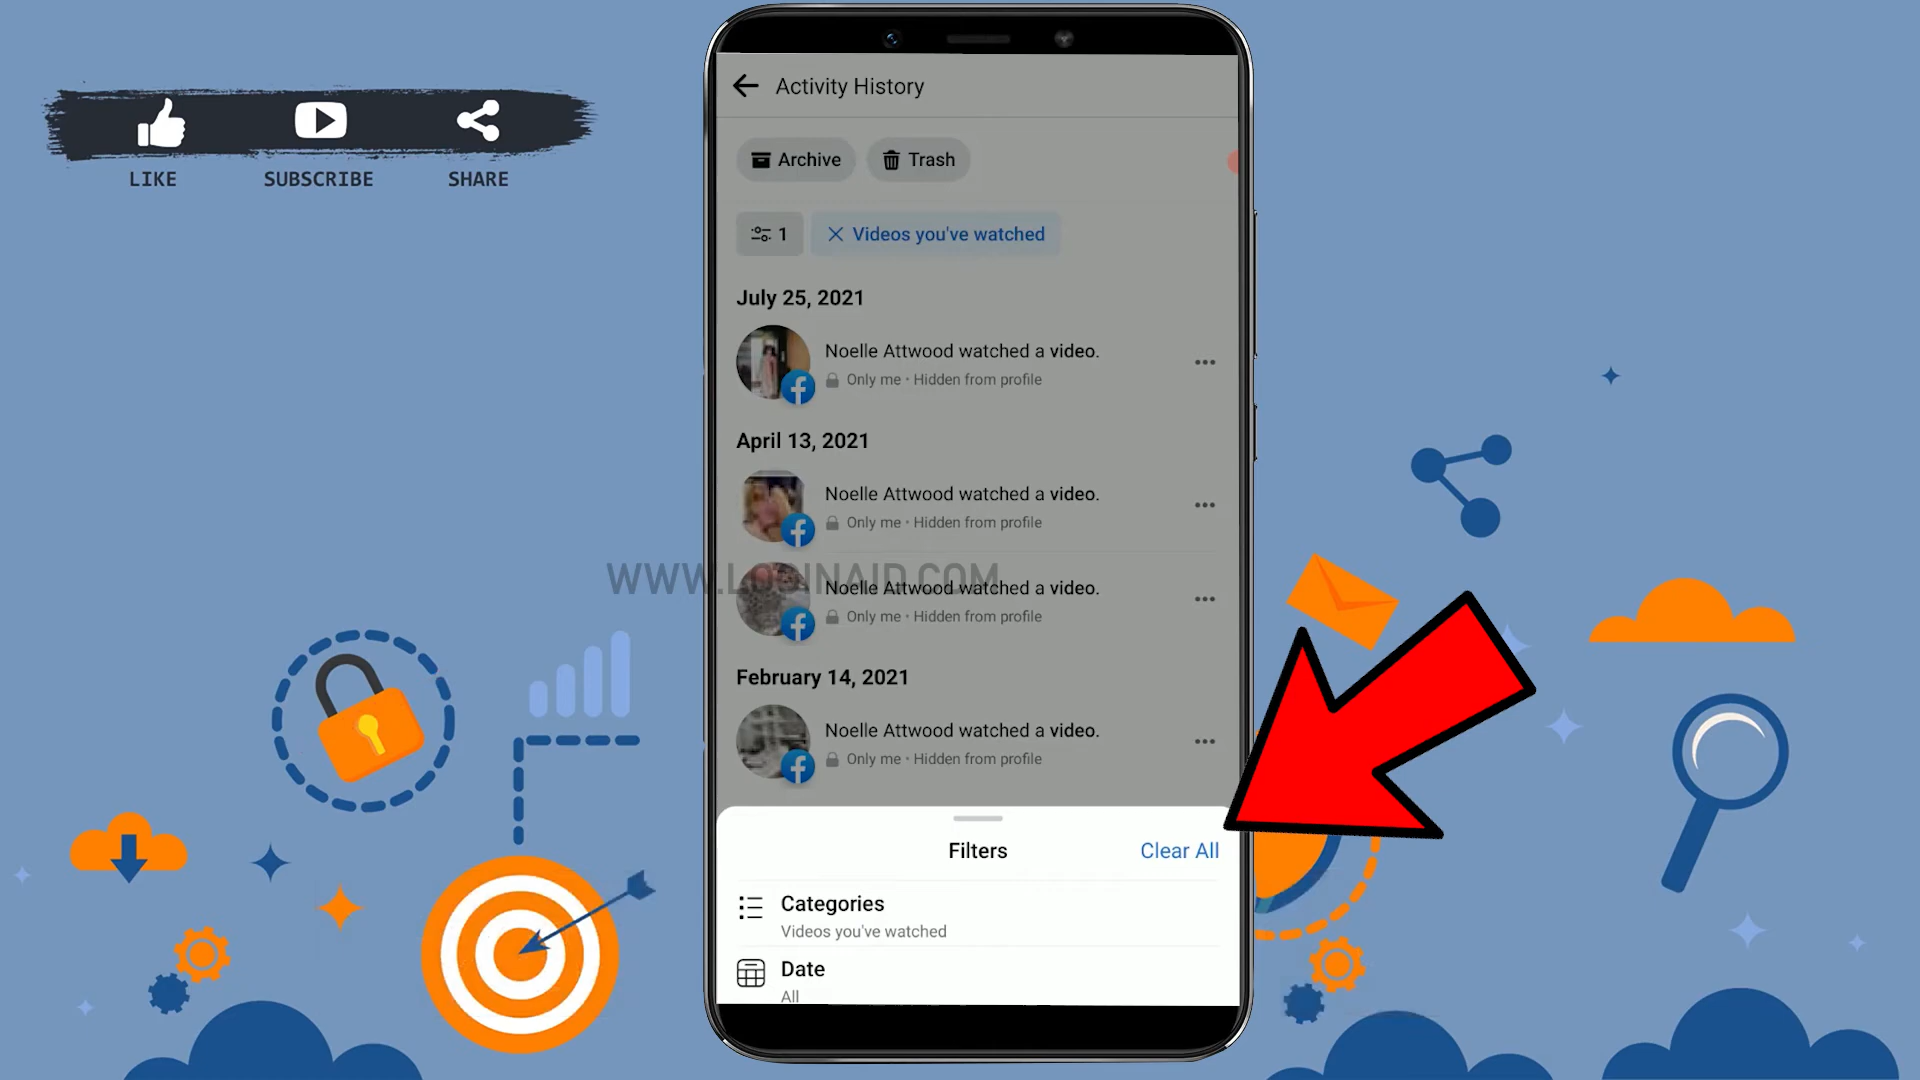 LIKE
SUBSCRIBE
SHARE
Activity History
Archive
Trash
1
Videos you've watched
July 25, 2021
Noelle Attwood watched a video.
Only me · Hidden from profile
April 13, 2021
Noelle Attwood watched a video.
Only me · Hidden from profile
WWW.LOGINAID.COM
Noelle Attwood watched a video.
Only me · Hidden from profile
February 14, 2021
Noelle Attwood watched a video.
Only me · Hidden from profile
Filters
Clear All
Categories
Videos you've watched
Date
All